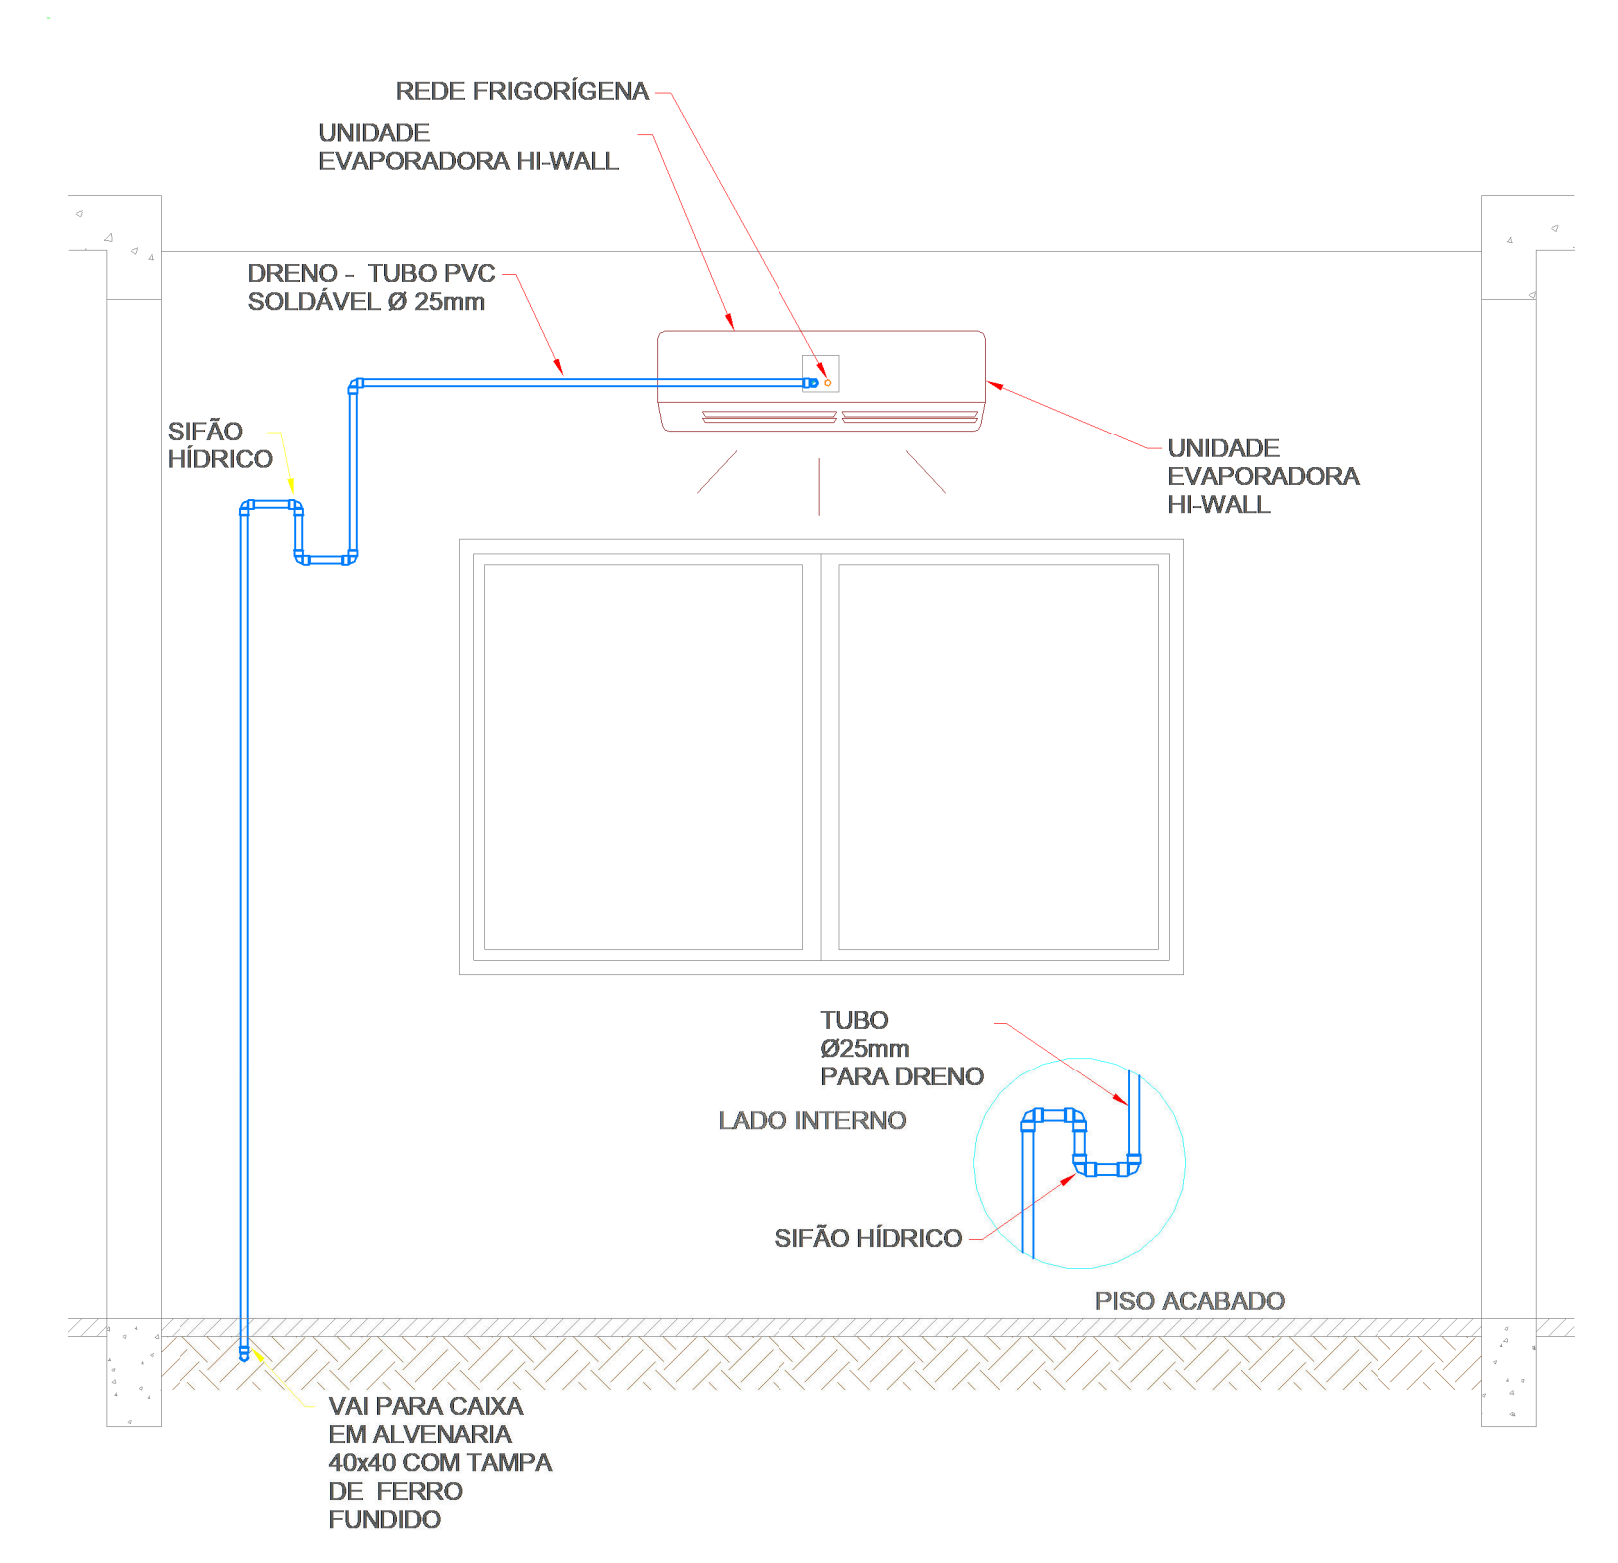 REDE FRIGORÍGENA
UNIDADE
EVAPORADORA HI-WALL
DRENO - TUBO PVC
SOLDÁVEL Ø 25mm
SIFÃO
HÍDRICO
UNIDADE
EVAPORADORA
HI-WALL
TUBO
Ø25mm
PARA DRENO
LADO INTERNO
SIFÃO HÍDRICO
PISO ACABADO
VAI PARA CAIXA
EM ALVENARIA
40x40 COM TAMPA
DE FERRO
FUNDIDO